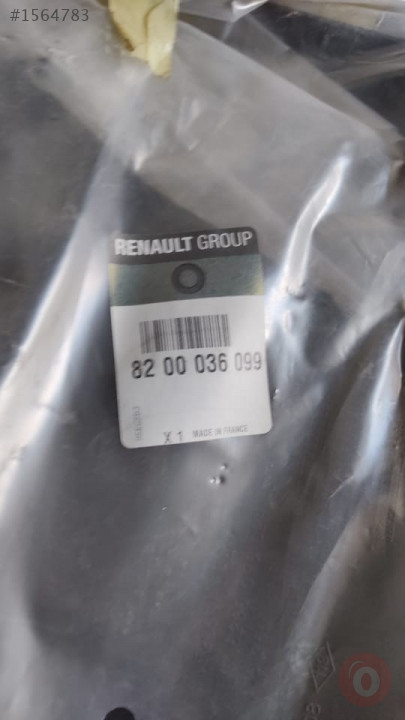 #1564783
RENAULT GROUP
82 00 036 099
X 1 MADE IN FRANCE